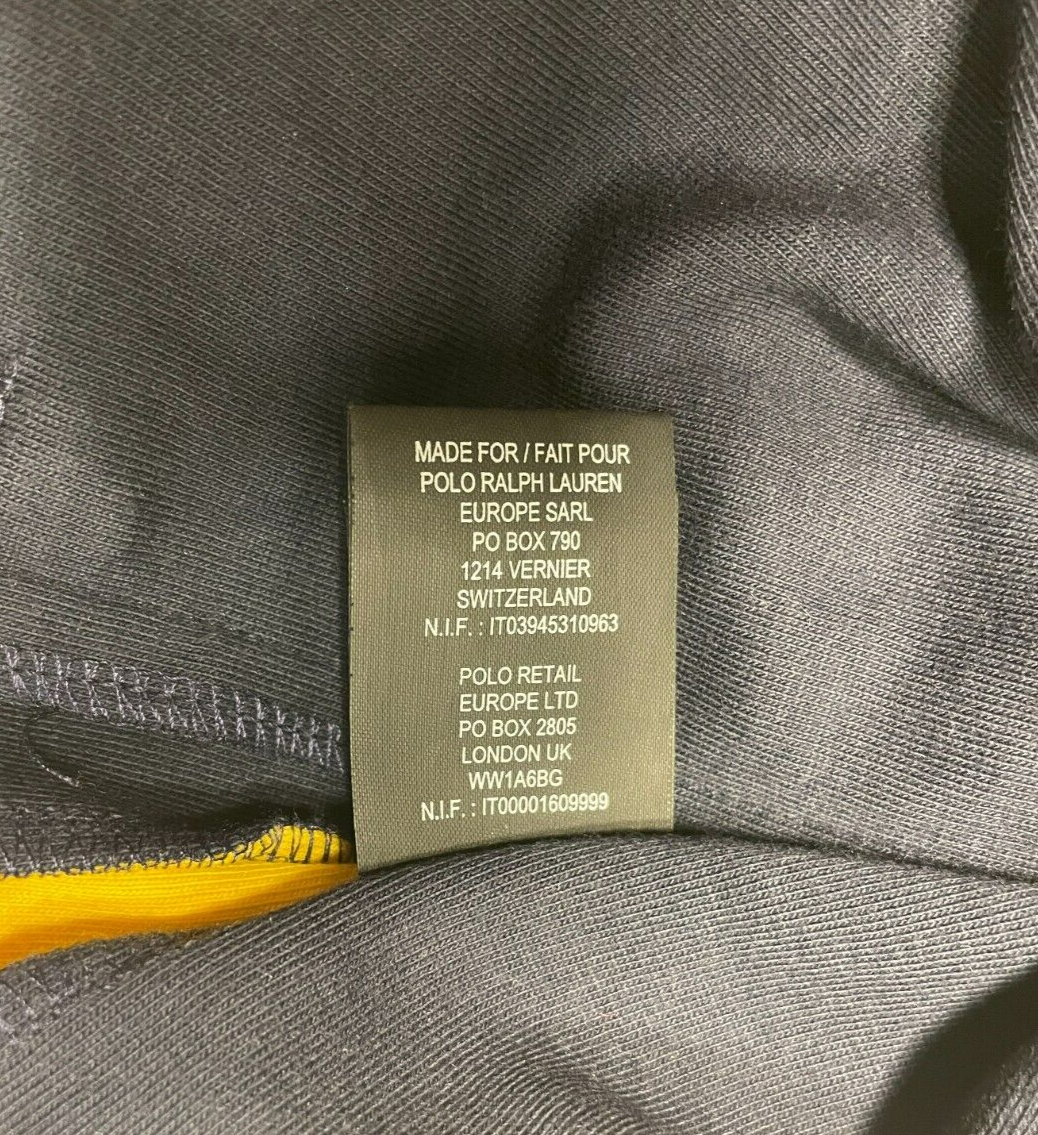 MADE FOR / FAIT POUR
POLO RALPH LAUREN
EUROPE SARL
PO BOX 790
1214 VERNIER
SWITZERLAND
N.I.F. : IT03945310963
POLO RETAIL
EUROPE LTD
PO BOX 2805
LONDON UK
WW1A6BG
N.I.F. : IT00001609999